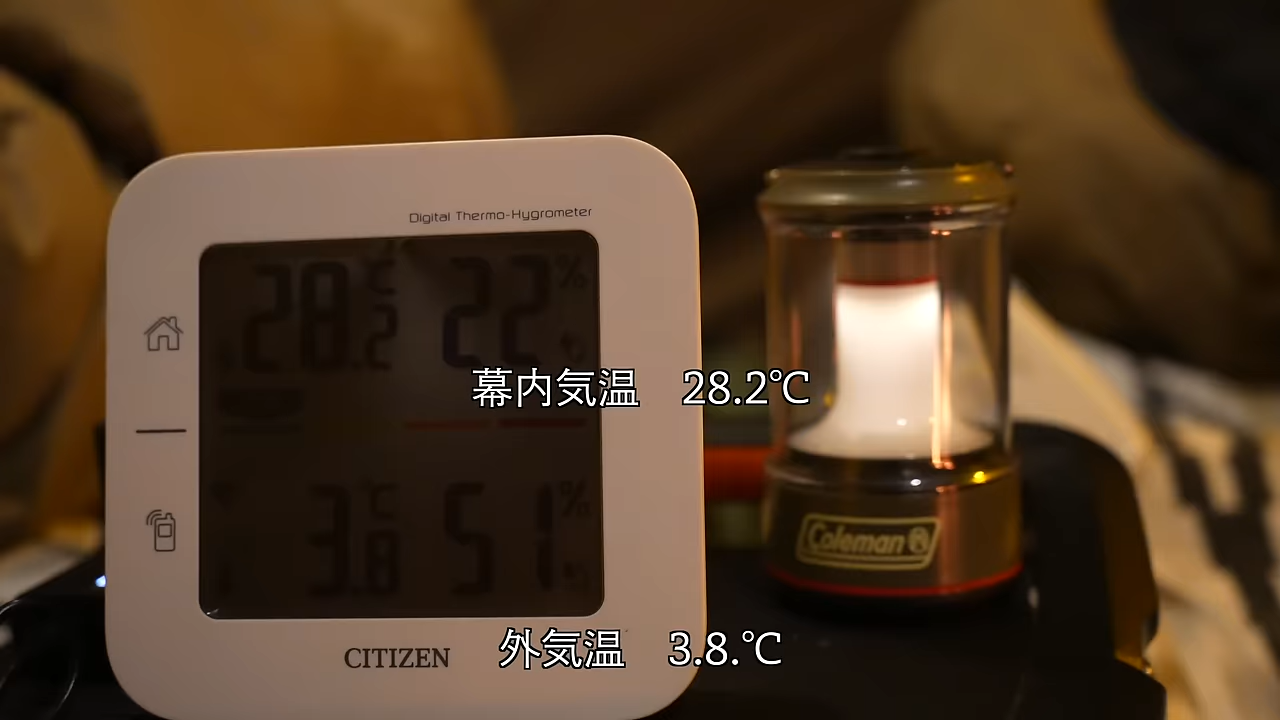 Digital Thermo-Hygrometer
28.2℃ 22%
幕内気温　28.2℃
3.8℃ 51%
Coleman
外気温　3.8.℃
CITIZEN